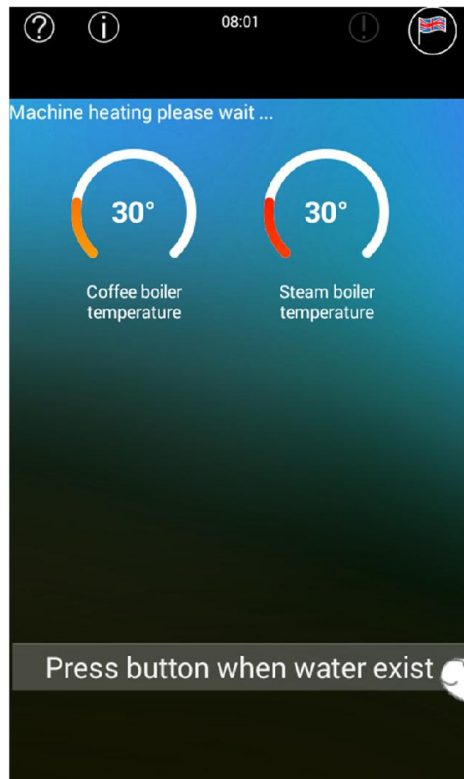 ?
i
08:01
!
Machine heating please wait ...
30°
30°
Coffee boiler
temperature
Steam boiler
temperature
Press button when water exist